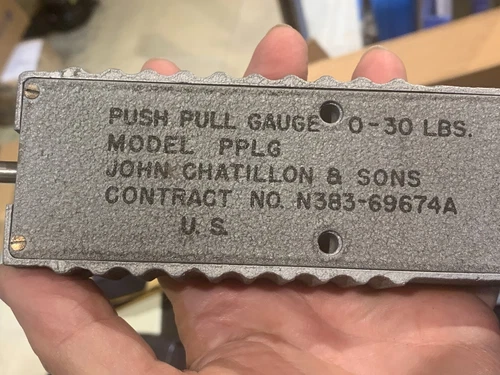 PUSH PULL GAUGE 0-30 LBS.
MODEL PPLG
JOHN CHATILLON & SONS
CONTRACT NO. N383-69674A
U.S.